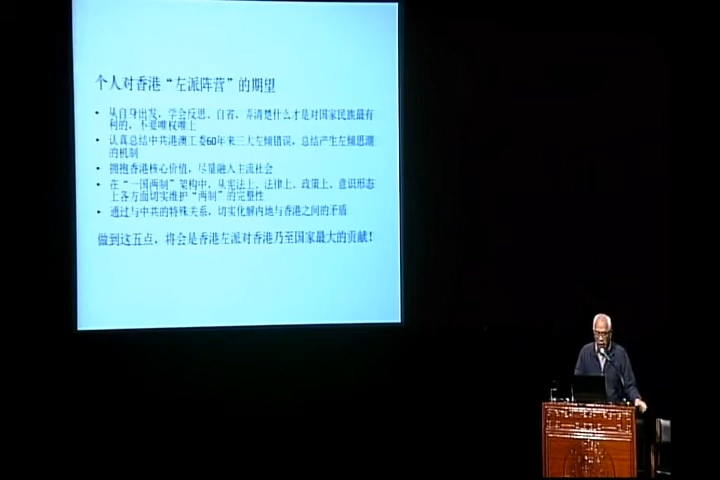 个人对香港“左派阵营”的期望
• 从自身出发，学会反思、自省，弄清楚什么才是对国家民族最有
利的，不要唯权唯上
• 认真总结中共港澳工委60年来三大左倾错误，总结产生左倾思潮
的机制
• 拥抱香港核心价值，尽量融入主流社会
• 在“一国两制”架构中，从宪法上、法律上、政策上、意识形态
上各方面切实维护“两制”的完整性
• 通过与中共的特殊关系，切实化解内地与香港之间的矛盾
做到这五点，将会是香港左派对香港乃至国家最大的贡献！